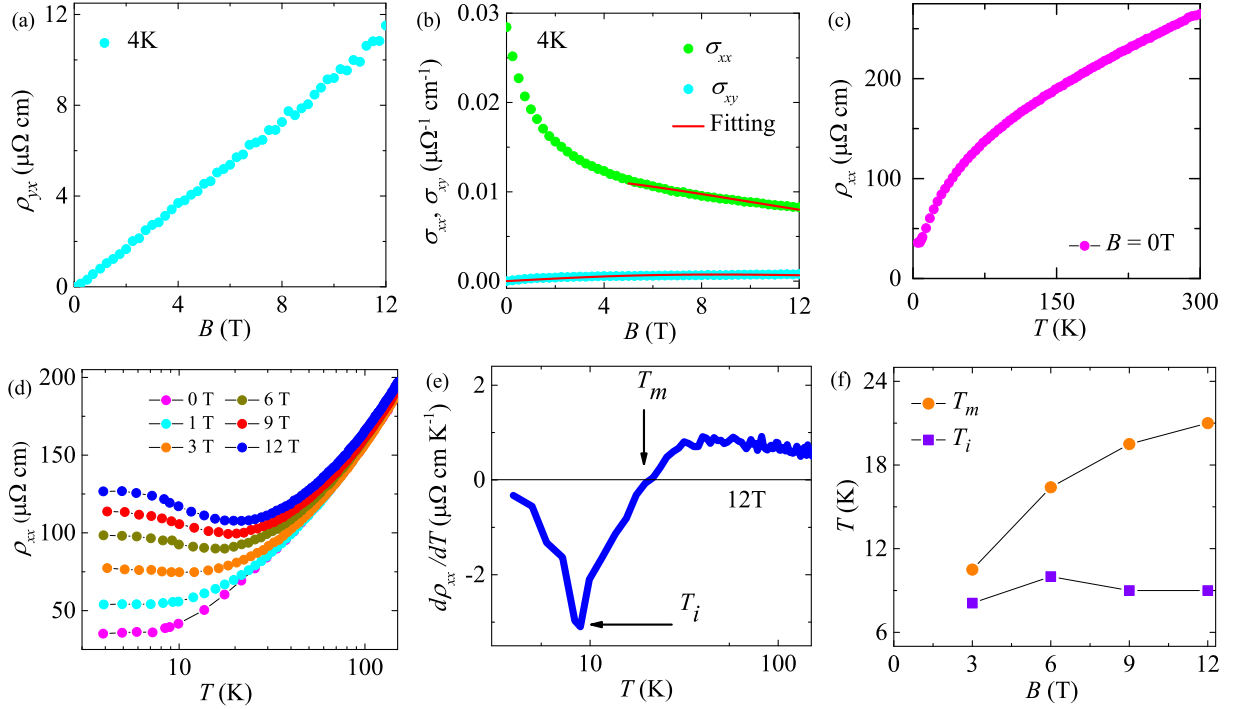 (a)
4K
12
8
4
0
0
4
8
12
ρyx (μΩ cm)
B (T)
(b)
4K
σxx
σxy
Fitting
0.03
0.02
0.01
0.00
0
4
8
12
σxx, σxy (μΩ⁻¹ cm⁻¹)
B (T)
(c)
B = 0T
250
150
50
0
0
150
300
ρxx (μΩ cm)
T (K)
(d)
0 T
6 T
1 T
9 T
3 T
12 T
200
150
100
50
10
100
ρxx (μΩ cm)
T (K)
(e)
Tm
12T
Ti
2
0
-2
10
100
dρxx/dT (μΩ cm K⁻¹)
T (K)
(f)
Tm
Ti
24
18
12
6
0
3
6
9
12
T (K)
B (T)